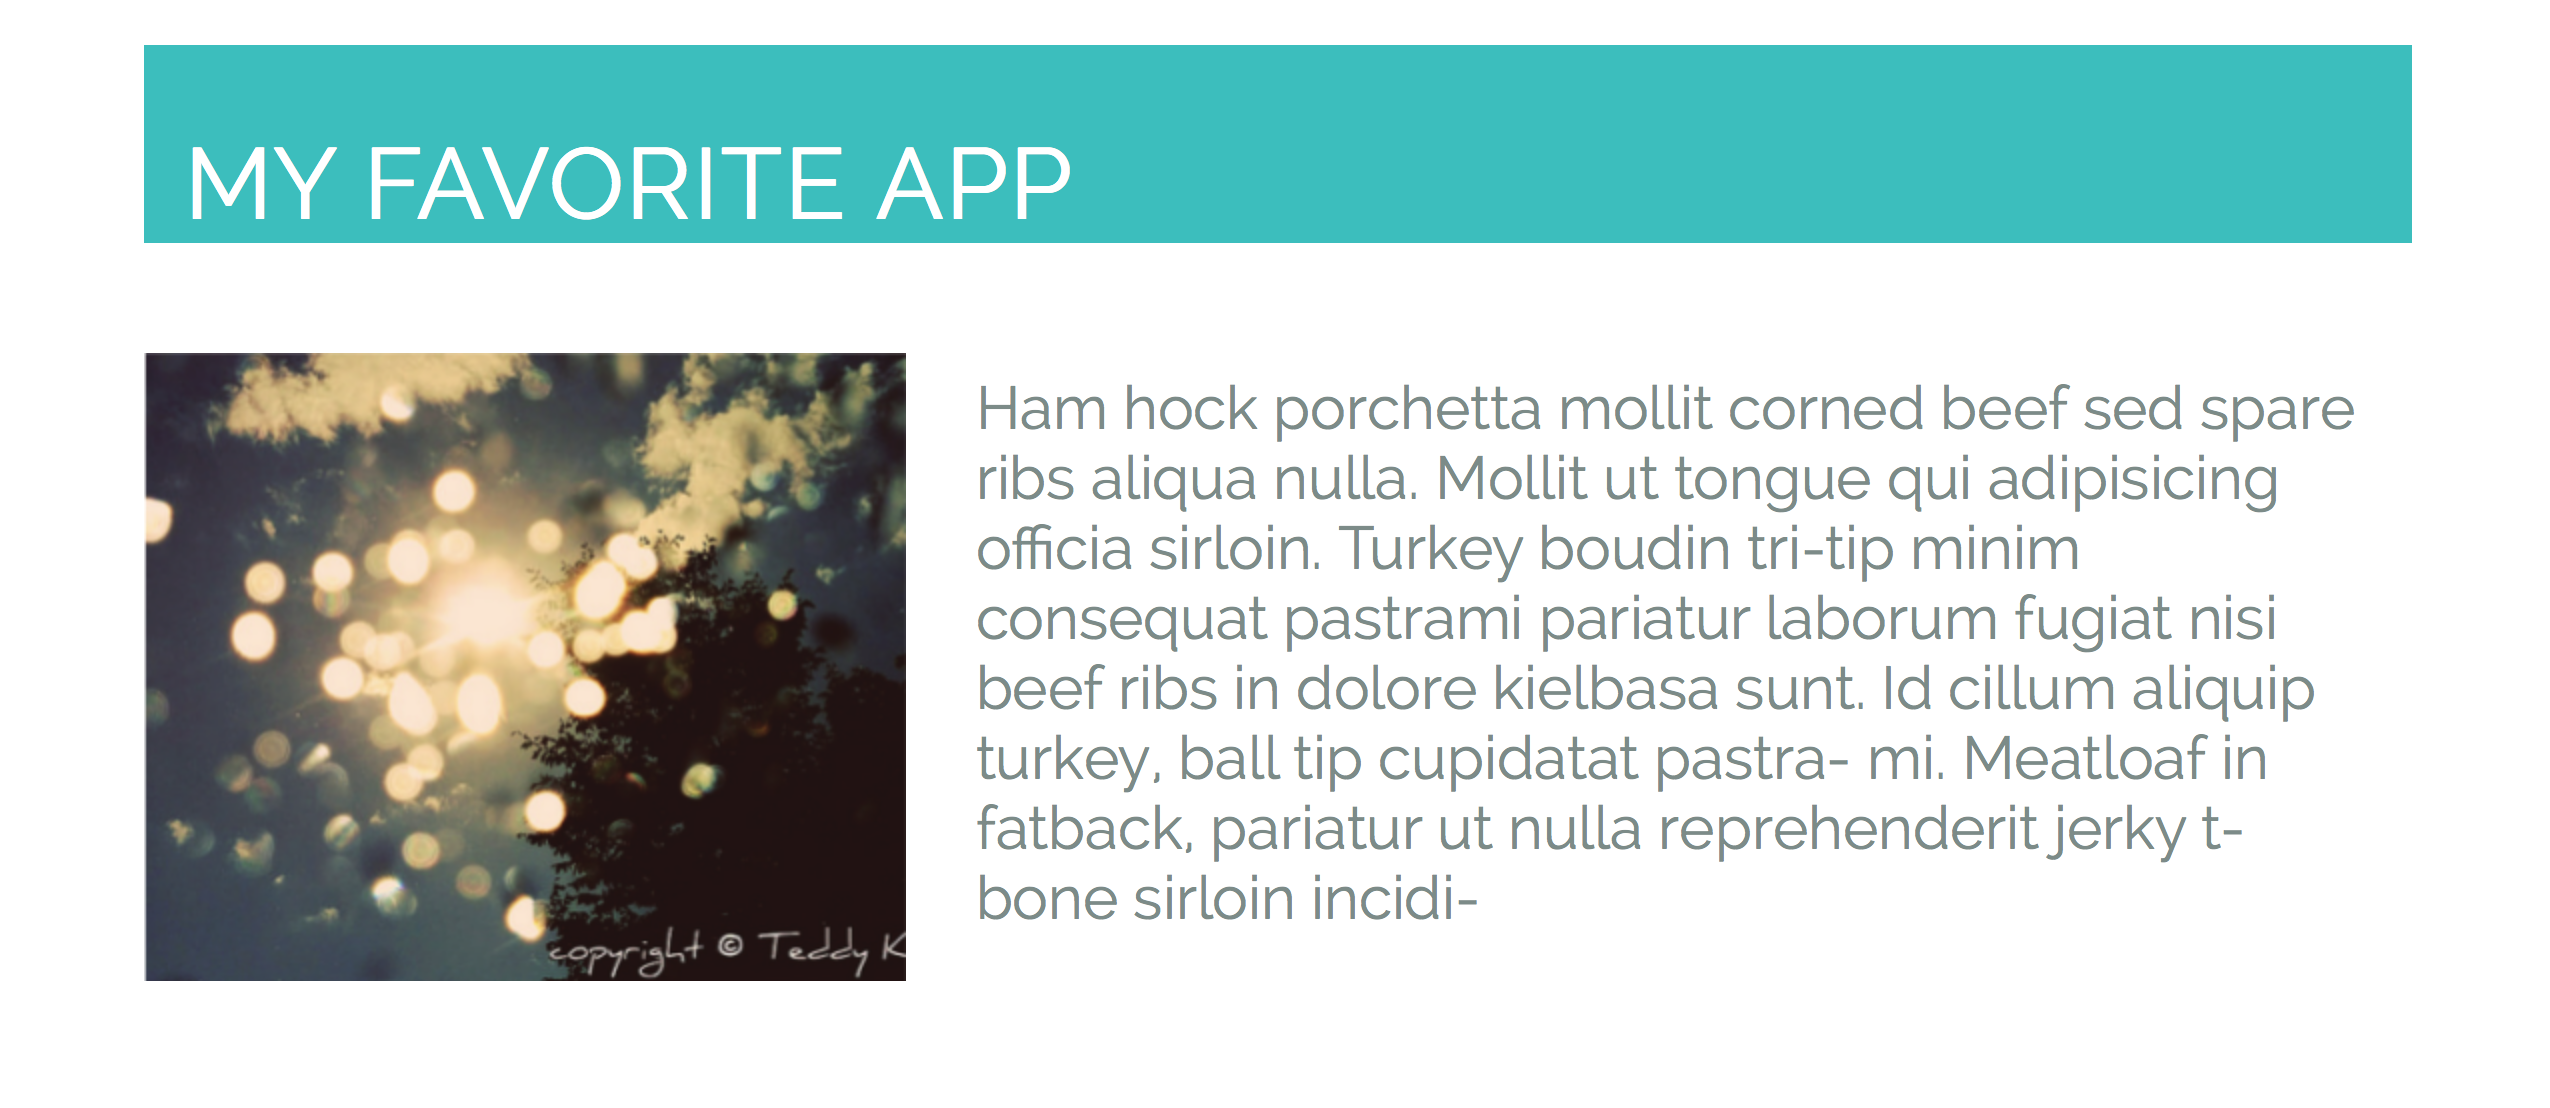 MY FAVORITE APP
Ham hock porchetta mollit corned beef sed spare
ribs aliqua nulla. Mollit ut tongue qui adipisicing
officia sirloin. Turkey boudin tri-tip minim
consequat pastrami pariatur laborum fugiat nisi
beef ribs in dolore kielbasa sunt. Id cillum aliquip
turkey, ball tip cupidatat pastra- mi. Meatloaf in
fatback, pariatur ut nulla reprehenderit jerky t-
bone sirloin incidi-
copyright © Teddy K